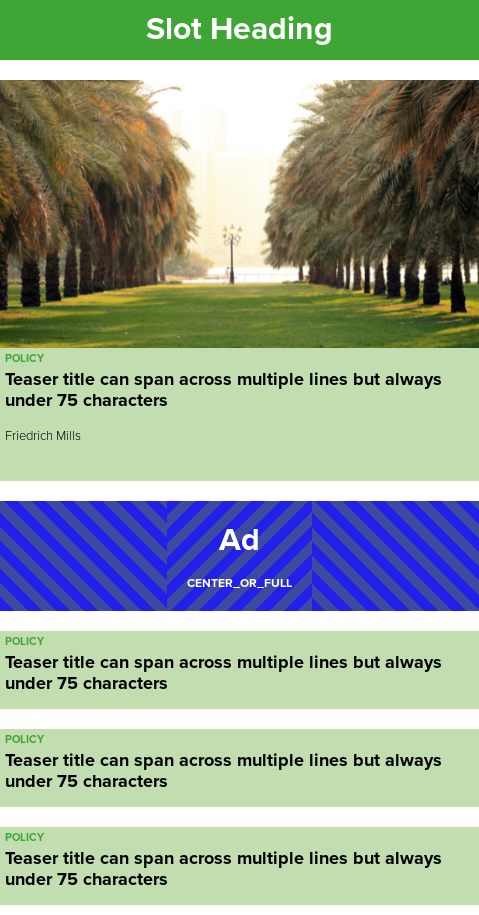 Slot Heading
POLICY
Teaser title can span across multiple lines but always
under 75 characters
Friedrich Mills
Ad
CENTER_OR_FULL
POLICY
Teaser title can span across multiple lines but always
under 75 characters
POLICY
Teaser title can span across multiple lines but always
under 75 characters
POLICY
Teaser title can span across multiple lines but always
under 75 characters